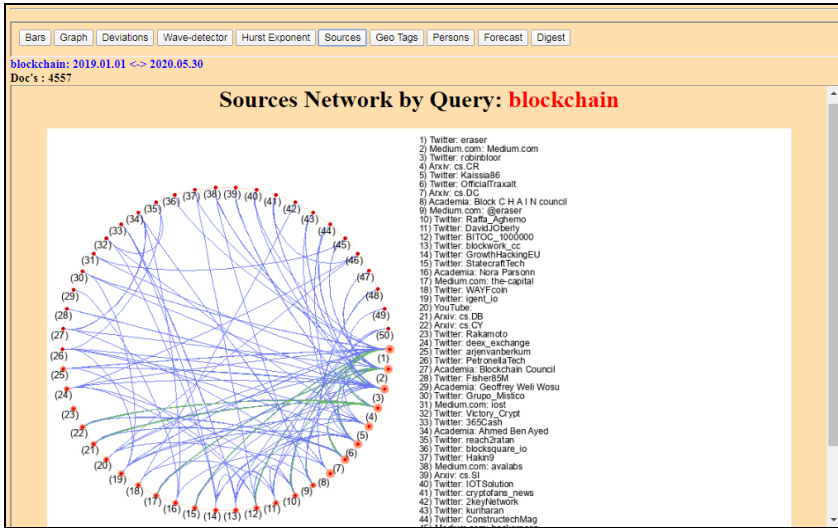 Bars Graph Deviations Wave-detector Hurst Exponent Sources Geo Tags Persons Forecast Digest
blockchain: 2019.01.01 <-> 2020.05.30
Doc's : 4557
Sources Network by Query: blockchain
1) Twitter: eraser
2) Medium.com: Medium.com
3) Twitter: robinbloor
4) Arxiv: cs.CR
5) Twitter: Kaissia86
6) Twitter: OfficialTraxalt
7) Arxiv: cs.DC
8) Academia: Block C H A I N council
9) Medium.com: @eraser
10) Twitter: Raffa_Aghemo
11) Twitter: DavidJOberly
12) Twitter: BITOC_1000000
13) Twitter: blockwork_cc
14) Twitter: GrowthHackingEU
15) Twitter: StatecraftTech
16) Academia: Nora Parsonn
17) Medium.com: the-capital
18) Twitter: WAYFcoin
19) Twitter: igent_io
20) YouTube:
21) Arxiv: cs.DB
22) Arxiv: cs.CY
23) Twitter: Rakamoto
24) Twitter: deex_exchange
25) Twitter: arjenvanberkum
26) Twitter: PetronellaTech
27) Academia: Blockchain Council
28) Twitter: Fisher85M
29) Academia: Geoffrey Weli Wosu
30) Twitter: Grupo_Mistico
31) Medium.com: iost
32) Twitter: Victory_Crypt
33) Twitter: 365Cash
34) Academia: Ahmed Ben Ayed
35) Twitter: reach2ratan
36) Twitter: blocksquare_io
37) Twitter: Hakin9
38) Medium.com: avalabs
39) Arxiv: cs.SI
40) Twitter: IOTSolution
41) Twitter: cryptofans_news
42) Twitter: 2keyNetwork
43) Twitter: kuriharan
44) Twitter: ConstructechMag
(1)
(2)
(3)
(4)
(5)
(6)
(7)
(8)
(9)
(10)
(11)
(12)
(13)
(14)
(15)
(16)
(17)
(18)
(19)
(20)
(21)
(22)
(23)
(24)
(25)
(26)
(27)
(28)
(29)
(30)
(31)
(32)
(33)
(34)
(35)
(36)
(37)
(38)
(39)
(40)
(41)
(42)
(43)
(44)
(45)
(46)
(47)
(48)
(49)
(50)